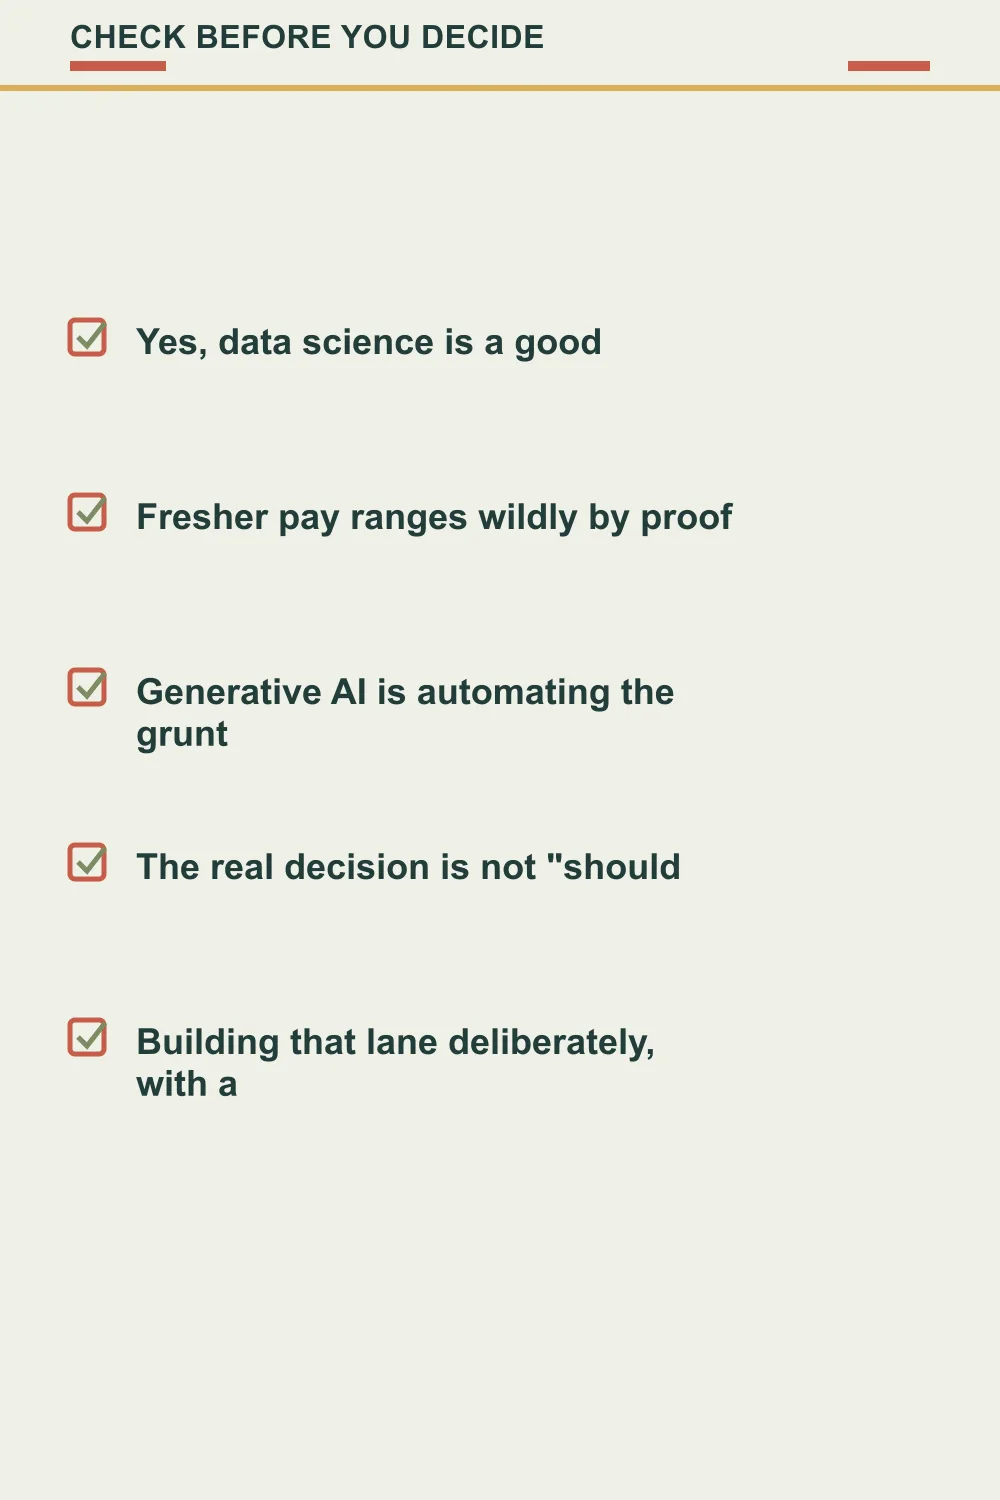 CHECK BEFORE YOU DECIDE
Yes, data science is a good
Fresher pay ranges wildly by proof
Generative AI is automating the
grunt
The real decision is not "should
Building that lane deliberately,
with a